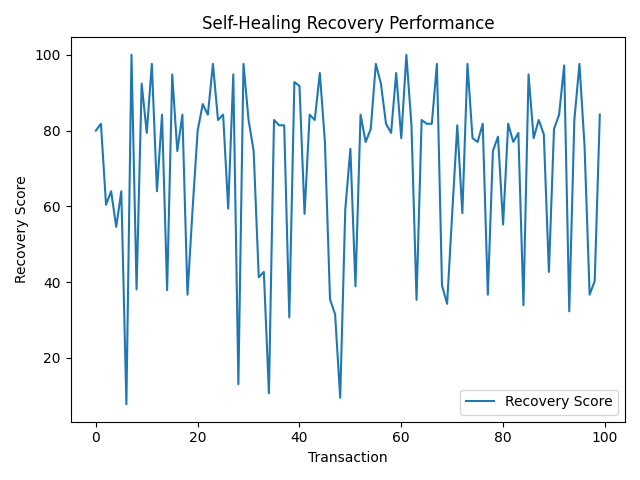 Self-Healing Recovery Performance
Recovery Score
100
80
60
40
20
0 20 40 60 80 100
Transaction
Recovery Score